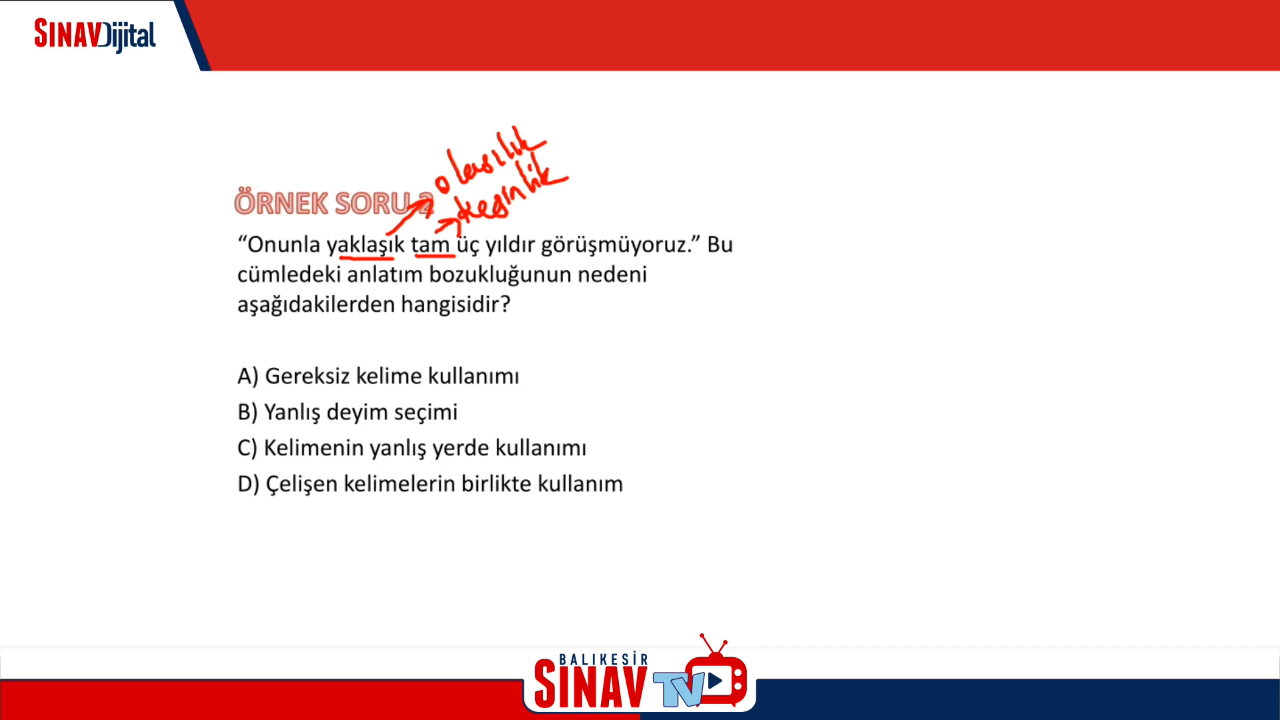 SINAVDijital
olasılık
kesinlik
ÖRNEK SORU 2
“Onunla yaklaşık tam üç yıldır görüşmüyoruz.” Bu
cümledeki anlatım bozukluğunun nedeni
aşağıdakilerden hangisidir?
A) Gereksiz kelime kullanımı
B) Yanlış deyim seçimi
C) Kelimenin yanlış yerde kullanımı
D) Çelişen kelimelerin birlikte kullanım
BALIKESİR
SINAV TV